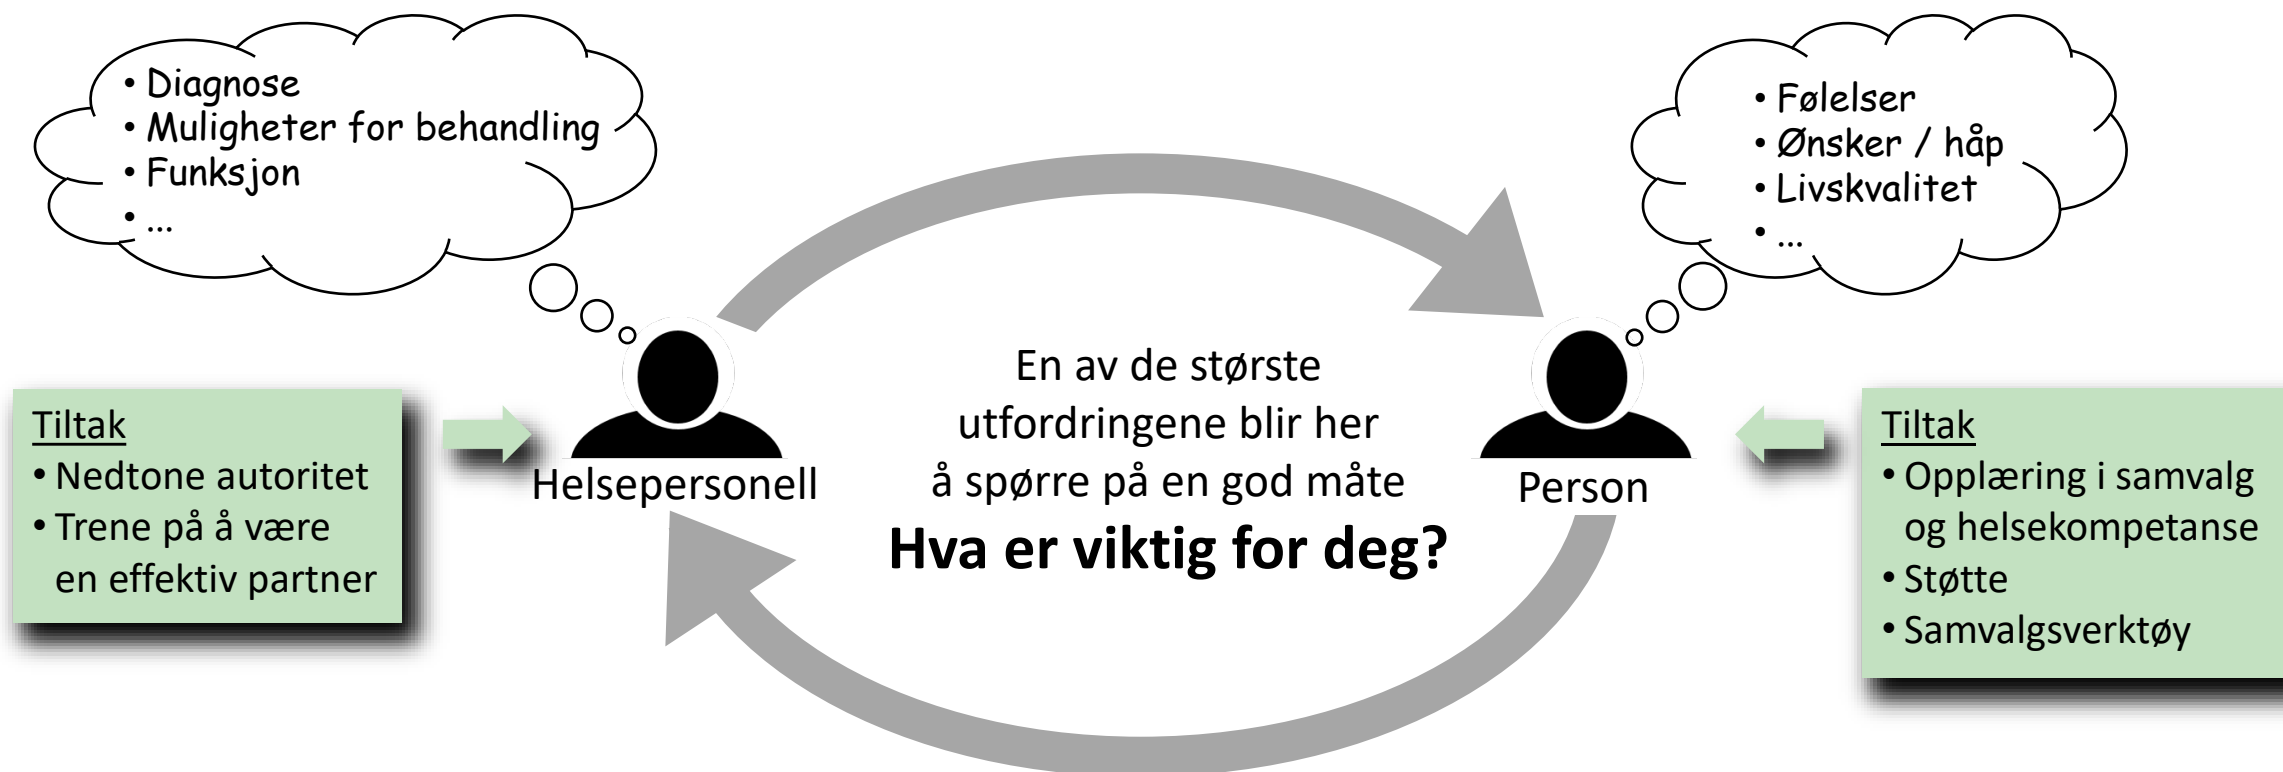 • Diagnose
• Muligheter for behandling
• Funksjon
• ...
• Følelser
• Ønsker / håp
• Livskvalitet
• ...
Tiltak
• Nedtone autoritet
• Trene på å være
en effektiv partner
Helsepersonell
En av de største
utfordringene blir her
å spørre på en god måte
Hva er viktig for deg?
Person
Tiltak
• Opplæring i samvalg
og helsekompetanse
• Støtte
• Samvalgsverktøy